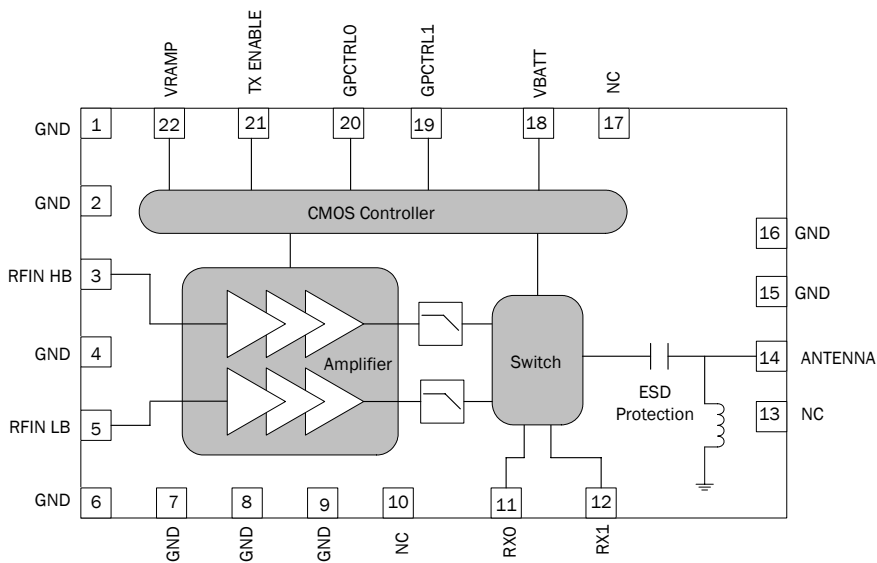 VRAMP
TX ENABLE
GPCTRL0
GPCTRL1
VBATT
NC
GND
1
22
21
20
19
18
17
GND
2
CMOS Controller
16
GND
RFIN HB
3
15
GND
GND
4
Amplifier
Switch
14
ANTENNA
ESD
Protection
13
NC
RFIN LB
5
GND
6
7
8
9
10
11
12
GND
GND
GND
NC
RX0
RX1